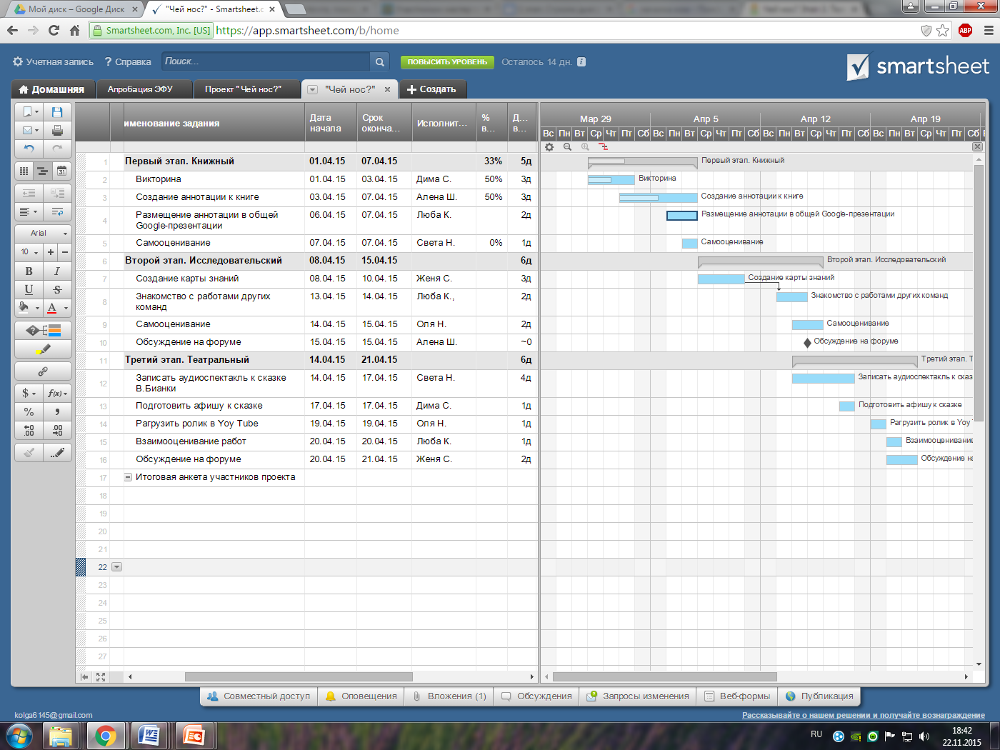 Мой диск – Google Диск
"Чей нос?" - Smartsheet.c
Smartsheet.com, Inc. [US] https://app.smartsheet.com/b/home
ABP
Учетная запись ? Справка Поиск... ПОВЫСИТЬ УРОВЕНЬ Осталось 14 дн. i
smartsheet
Домашняя Апробация ЭФУ Проект "Чей нос?" "Чей нос?" Создать
именование задания
Дата начала
Срок оконча...
Исполнит...
% в...
Д... в...
Мар 29 Апр 5 Апр 12 Апр 19
Вс Пн Вт Ср Чт Пт Сб Вс Пн Вт Ср Чт Пт Сб Вс Пн Вт Ср Чт Пт Сб Вс Пн Вт Ср Чт Пт Сб Вс
1 Первый этап. Книжный 01.04.15 07.04.15 33% 5д Первый этап. Книжный
2 Викторина 01.04.15 03.04.15 Дима С. 50% 3д Викторина
3 Создание аннотации к книге 03.04.15 07.04.15 Алена Ш. 50% 3д Создание аннотации к книге
4 Размещение аннотации в общей 06.04.15 07.04.15 Люба К. 2д Размещение аннотации в общей Google-презентации
Google-презентации
5 Самооценивание 07.04.15 07.04.15 Света Н. 0% 1д Самооценивание
6 Второй этап. Исследовательский 08.04.15 15.04.15 6д Второй этап. Исследовательский
7 Создание карты знаний 08.04.15 10.04.15 Женя С. 3д Создание карты знаний
8 Знакомство с работами других 13.04.15 14.04.15 Люба К., 2д Знакомство с работами других команд
команд
9 Самооценивание 14.04.15 15.04.15 Оля Н. 2д Самооценивание
10 Обсуждение на форуме 15.04.15 15.04.15 Алена Ш. ~0 Обсуждение на форуме
11 Третий этап. Театральный 14.04.15 21.04.15 6д Третий этап. Т
12 Записать аудиоспектакль к сказке 14.04.15 17.04.15 Света Н. 4д Записать аудиоспектакль к сказ
В.Бианки
13 Подготовить афишу к сказке 17.04.15 17.04.15 Дима С. 1д Подготовить афишу к сказке
14 Рагрузить ролик в Yoy Tube 19.04.15 19.04.15 Оля Н. 1д Рагрузить ролик в Yoy
15 Взаимооценивание работ 20.04.15 20.04.15 Люба К. 1д Взаимооценивание
16 Обсуждение на форуме 20.04.15 21.04.15 Женя С. 2д Обсуждение на
17 Итоговая анкета участников проекта
18
19
20
21
22
23
24
25
26
27
31
Arial
10
B I
U S
A
$ f(x)
% ,
.0 .00
.00 .0
Совместный доступ Оповещения Вложения (1) Обсуждения Запросы изменения Веб-формы Публикация
kolga6145@gmail.com Рассказывайте о нашем решении и получайте вознаграждение
RU 18:42
22.11.2015